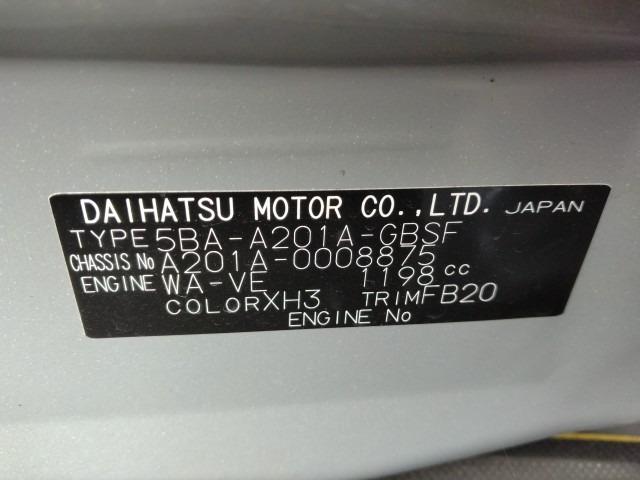 DAIHATSU MOTOR CO.,LTD. JAPAN
TYPE 5BA-A201A-GBSF
CHASSIS No A201A-0008875
ENGINE WA-VE 1198 cc
COLOR XH3 TRIM FB20
ENGINE No